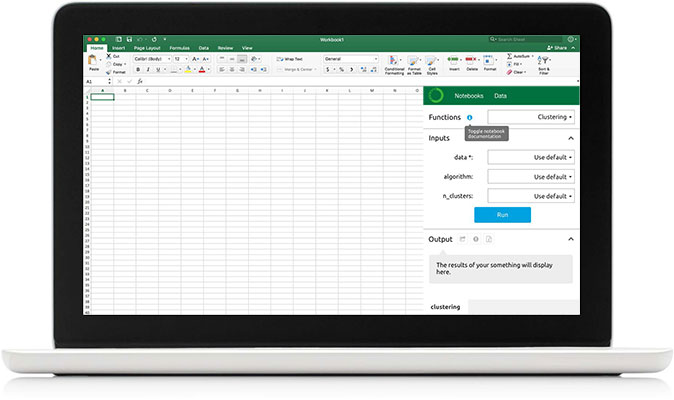 Workbook1
Search Sheet
Home Insert Page Layout Formulas Data Review View
Share
Paste
Cut
Copy
Format
Calibri (Body) 12
Wrap Text
Merge & Center
General
Conditional Formatting
Format as Table
Cell Styles
Insert
Delete
Format
AutoSum
Fill
Clear
Sort & Filter
A1
fx
A B C D E F G H I J K L M N O
Notebooks Data
Functions Clustering
Toggle notebook
documentation
Inputs
data *: Use default
algorithm: Use default
n_clusters: Use default
Run
Output
The results of your something will display
here.
clustering